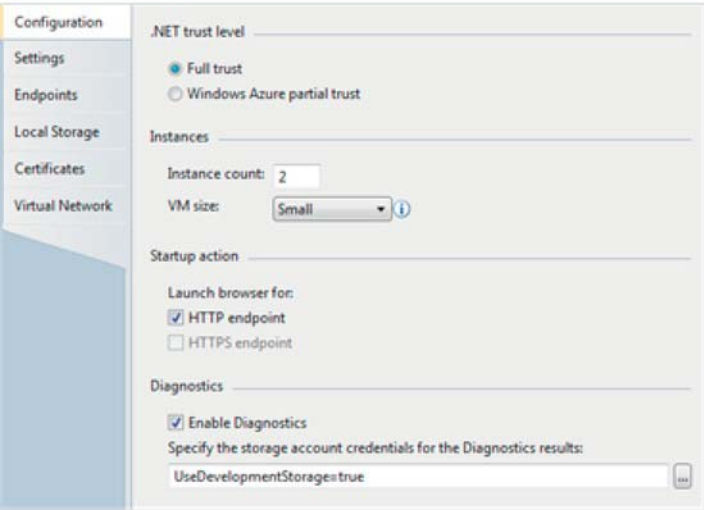 Configuration
Settings
Endpoints
Local Storage
Certificates
Virtual Network
.NET trust level
Full trust
Windows Azure partial trust
Instances
Instance count: 2
VM size: Small
Startup action
Launch browser for:
HTTP endpoint
HTTPS endpoint
Diagnostics
Enable Diagnostics
Specify the storage account credentials for the Diagnostics results:
UseDevelopmentStorage=true ...